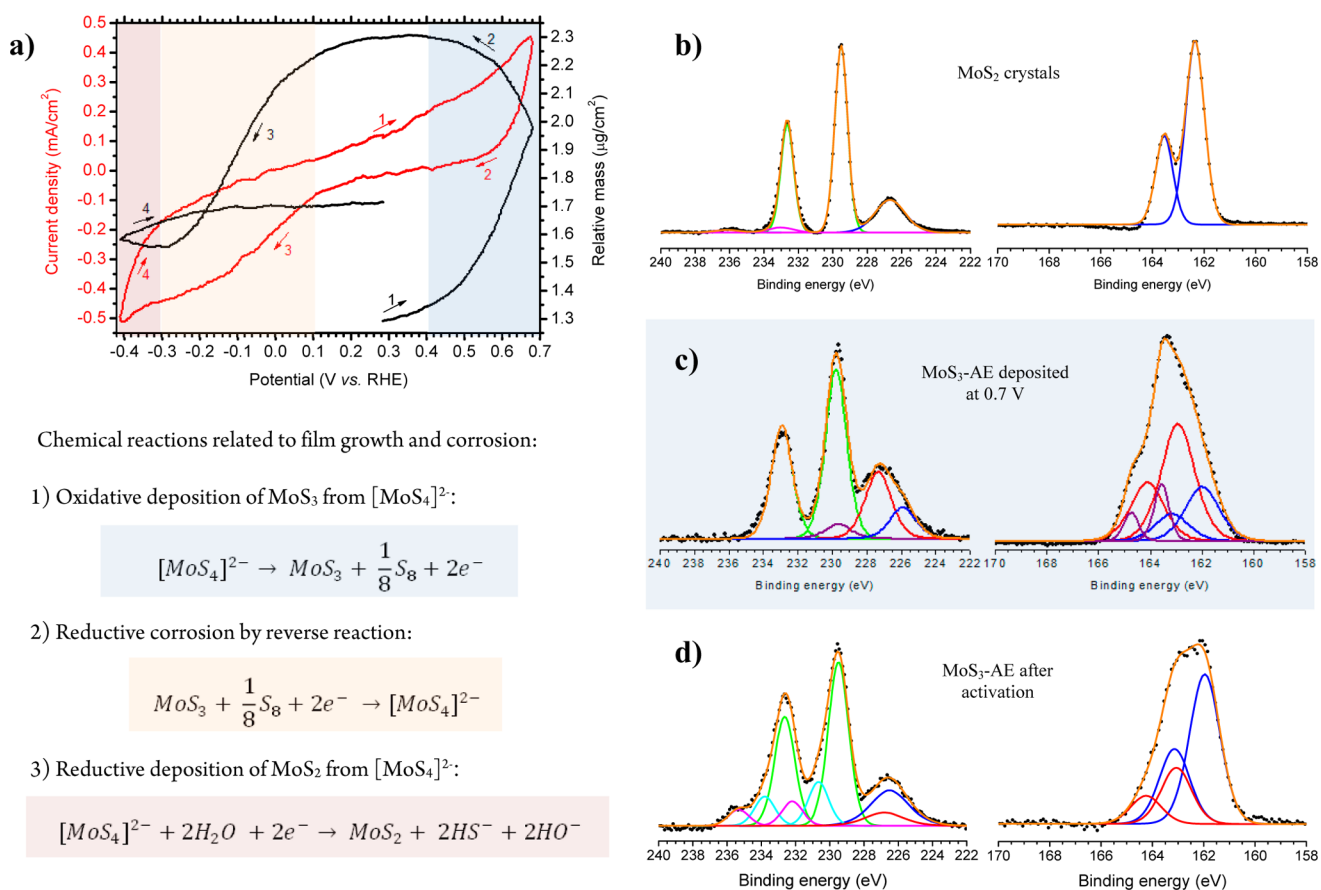 a)
0.5
0.4
0.3
0.2
0.1
0.0
-0.1
-0.2
-0.3
-0.4
-0.5
Current density (mA/cm²)
2.3
2.2
2.1
2.0
1.9
1.8
1.7
1.6
1.5
1.4
1.3
Relative mass (μg/cm²)
2
1
3
2
4
3
4
1
-0.4 -0.3 -0.2 -0.1 0.0 0.1 0.2 0.3 0.4 0.5 0.6 0.7
Potential (V vs. RHE)
Chemical reactions related to film growth and corrosion:
1) Oxidative deposition of MoS₃ from [MoS₄]²⁻:
[MoS₄]²⁻ → MoS₃ + 1/8 S₈ + 2e⁻
2) Reductive corrosion by reverse reaction:
MoS₃ + 1/8 S₈ + 2e⁻ → [MoS₄]²⁻
3) Reductive deposition of MoS₂ from [MoS₄]²⁻:
[MoS₄]²⁻ + 2H₂O + 2e⁻ → MoS₂ + 2HS⁻ + 2HO⁻
b)
MoS₂ crystals
240 238 236 234 232 230 228 226 224 222
Binding energy (eV)
170 168 166 164 162 160 158
Binding energy (eV)
c)
MoS₃-AE deposited
at 0.7 V
240 238 235 233 231 229 228 226 224 222
Binding energy (eV)
170 168 166 164 162 160 158
Binding energy (eV)
d)
MoS₃-AE after
activation
240 238 236 234 232 230 228 226 224 222
Binding energy (eV)
170 168 166 164 162 160 158
Binding energy (eV)